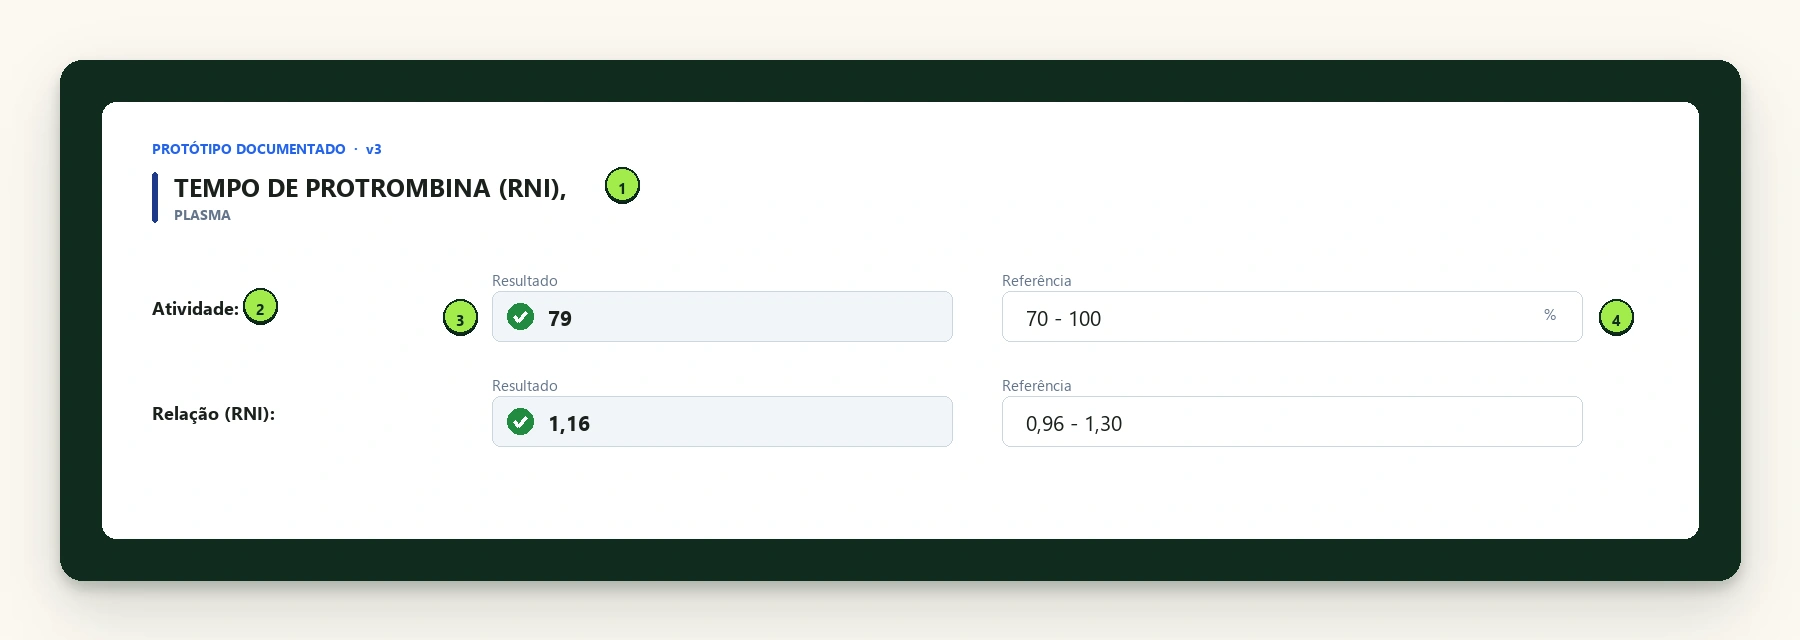 PROTÓTIPO DOCUMENTADO · v3
TEMPO DE PROTROMBINA (RNI), 1
PLASMA
Resultado Referência
Atividade: 2 3 79 70 - 100 % 4
Resultado Referência
Relação (RNI): 1,16 0,96 - 1,30